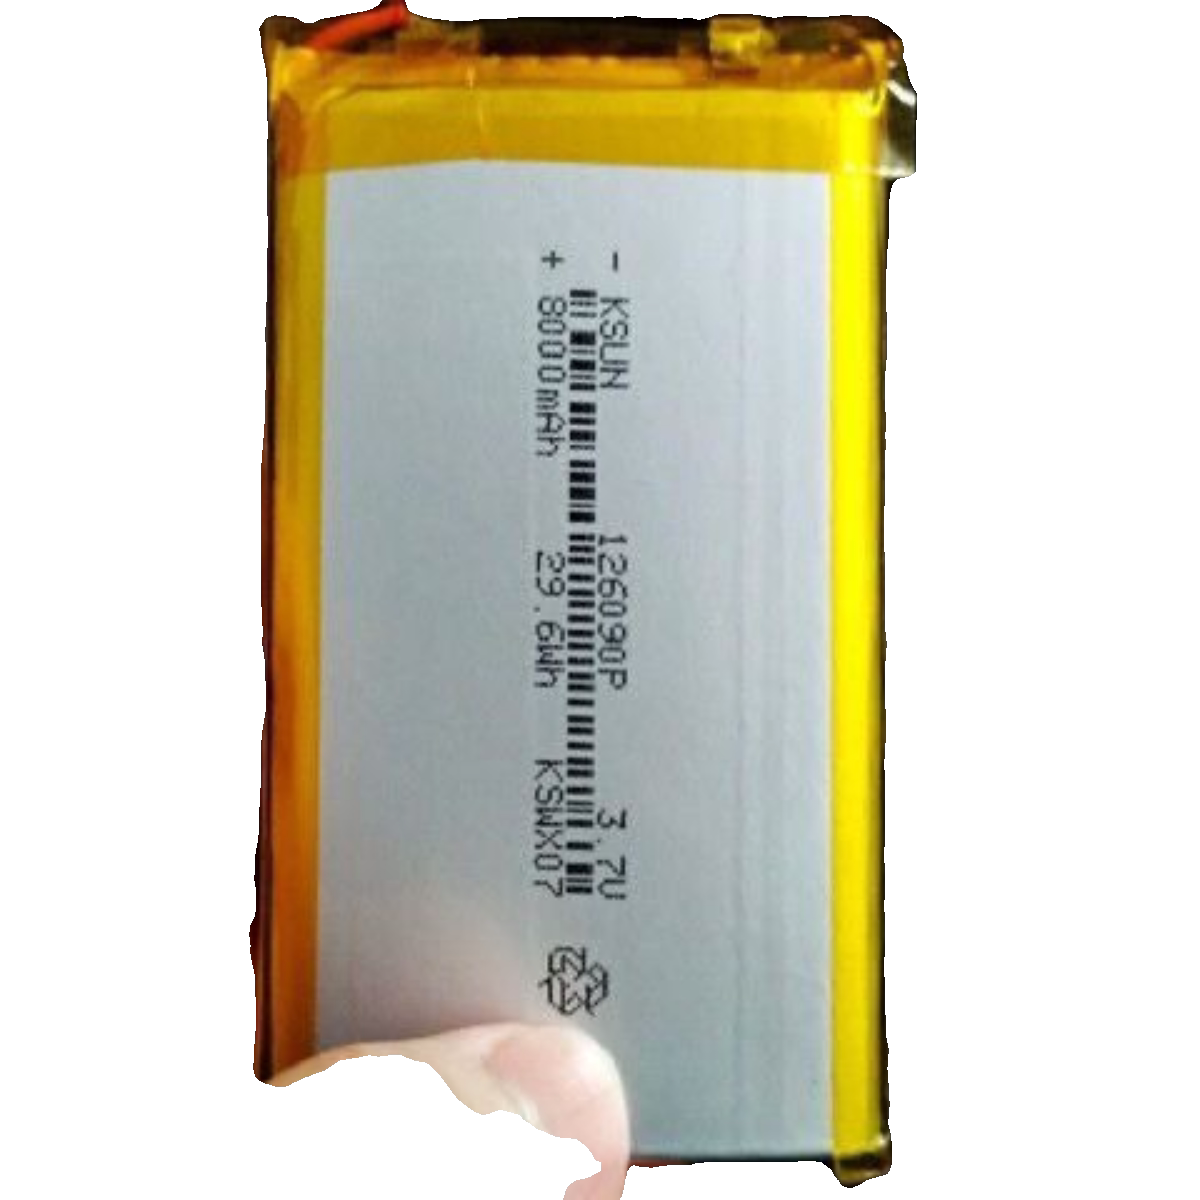 - KSUN 126090P 3.7V
+ 8000mAh 29.6Wh KSWX07